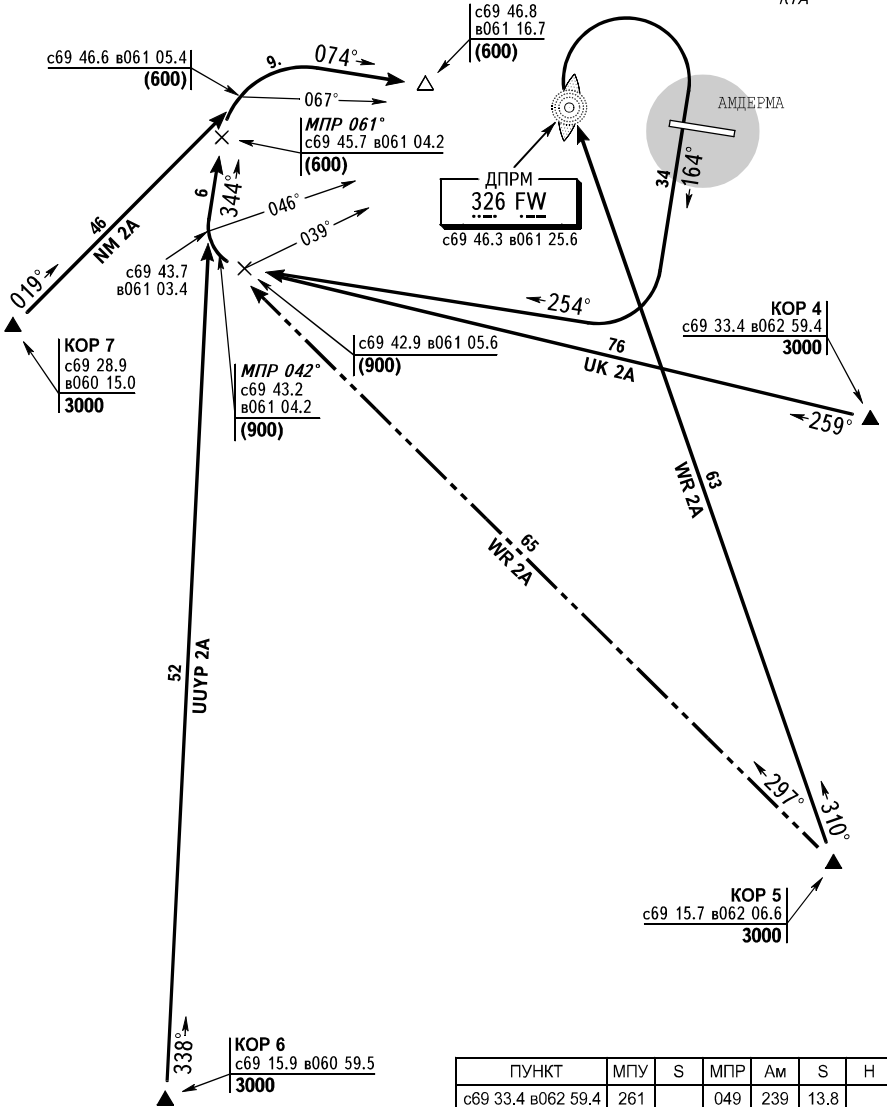 КТА
с69 46.8
в061 16.7
(600)
с69 46.6 в061 05.4
(600)
9.
074°
067°
МПР 061°
с69 45.7 в061 04.2
(600)
АМДЕРМА
ДПРМ
326 FW
с69 46.3 в061 25.6
34
164°
6
344°
046°
039°
46
NM 2A
019°
с69 43.7
в061 03.4
КОР 7
с69 28.9
в060 15.0
3000
МПР 042°
с69 43.2
в061 04.2
(900)
с69 42.9 в061 05.6
(900)
254°
76
UK 2A
КОР 4
с69 33.4 в062 59.4
3000
259°
63
WR 2A
65
WR 2A
52
UUYP 2A
297°
310°
КОР 5
с69 15.7 в062 06.6
3000
338°
КОР 6
с69 15.9 в060 59.5
3000
ПУНКТ МПУ S МПР Ам S Н
с69 33.4 в062 59.4 261 049 239 13.8